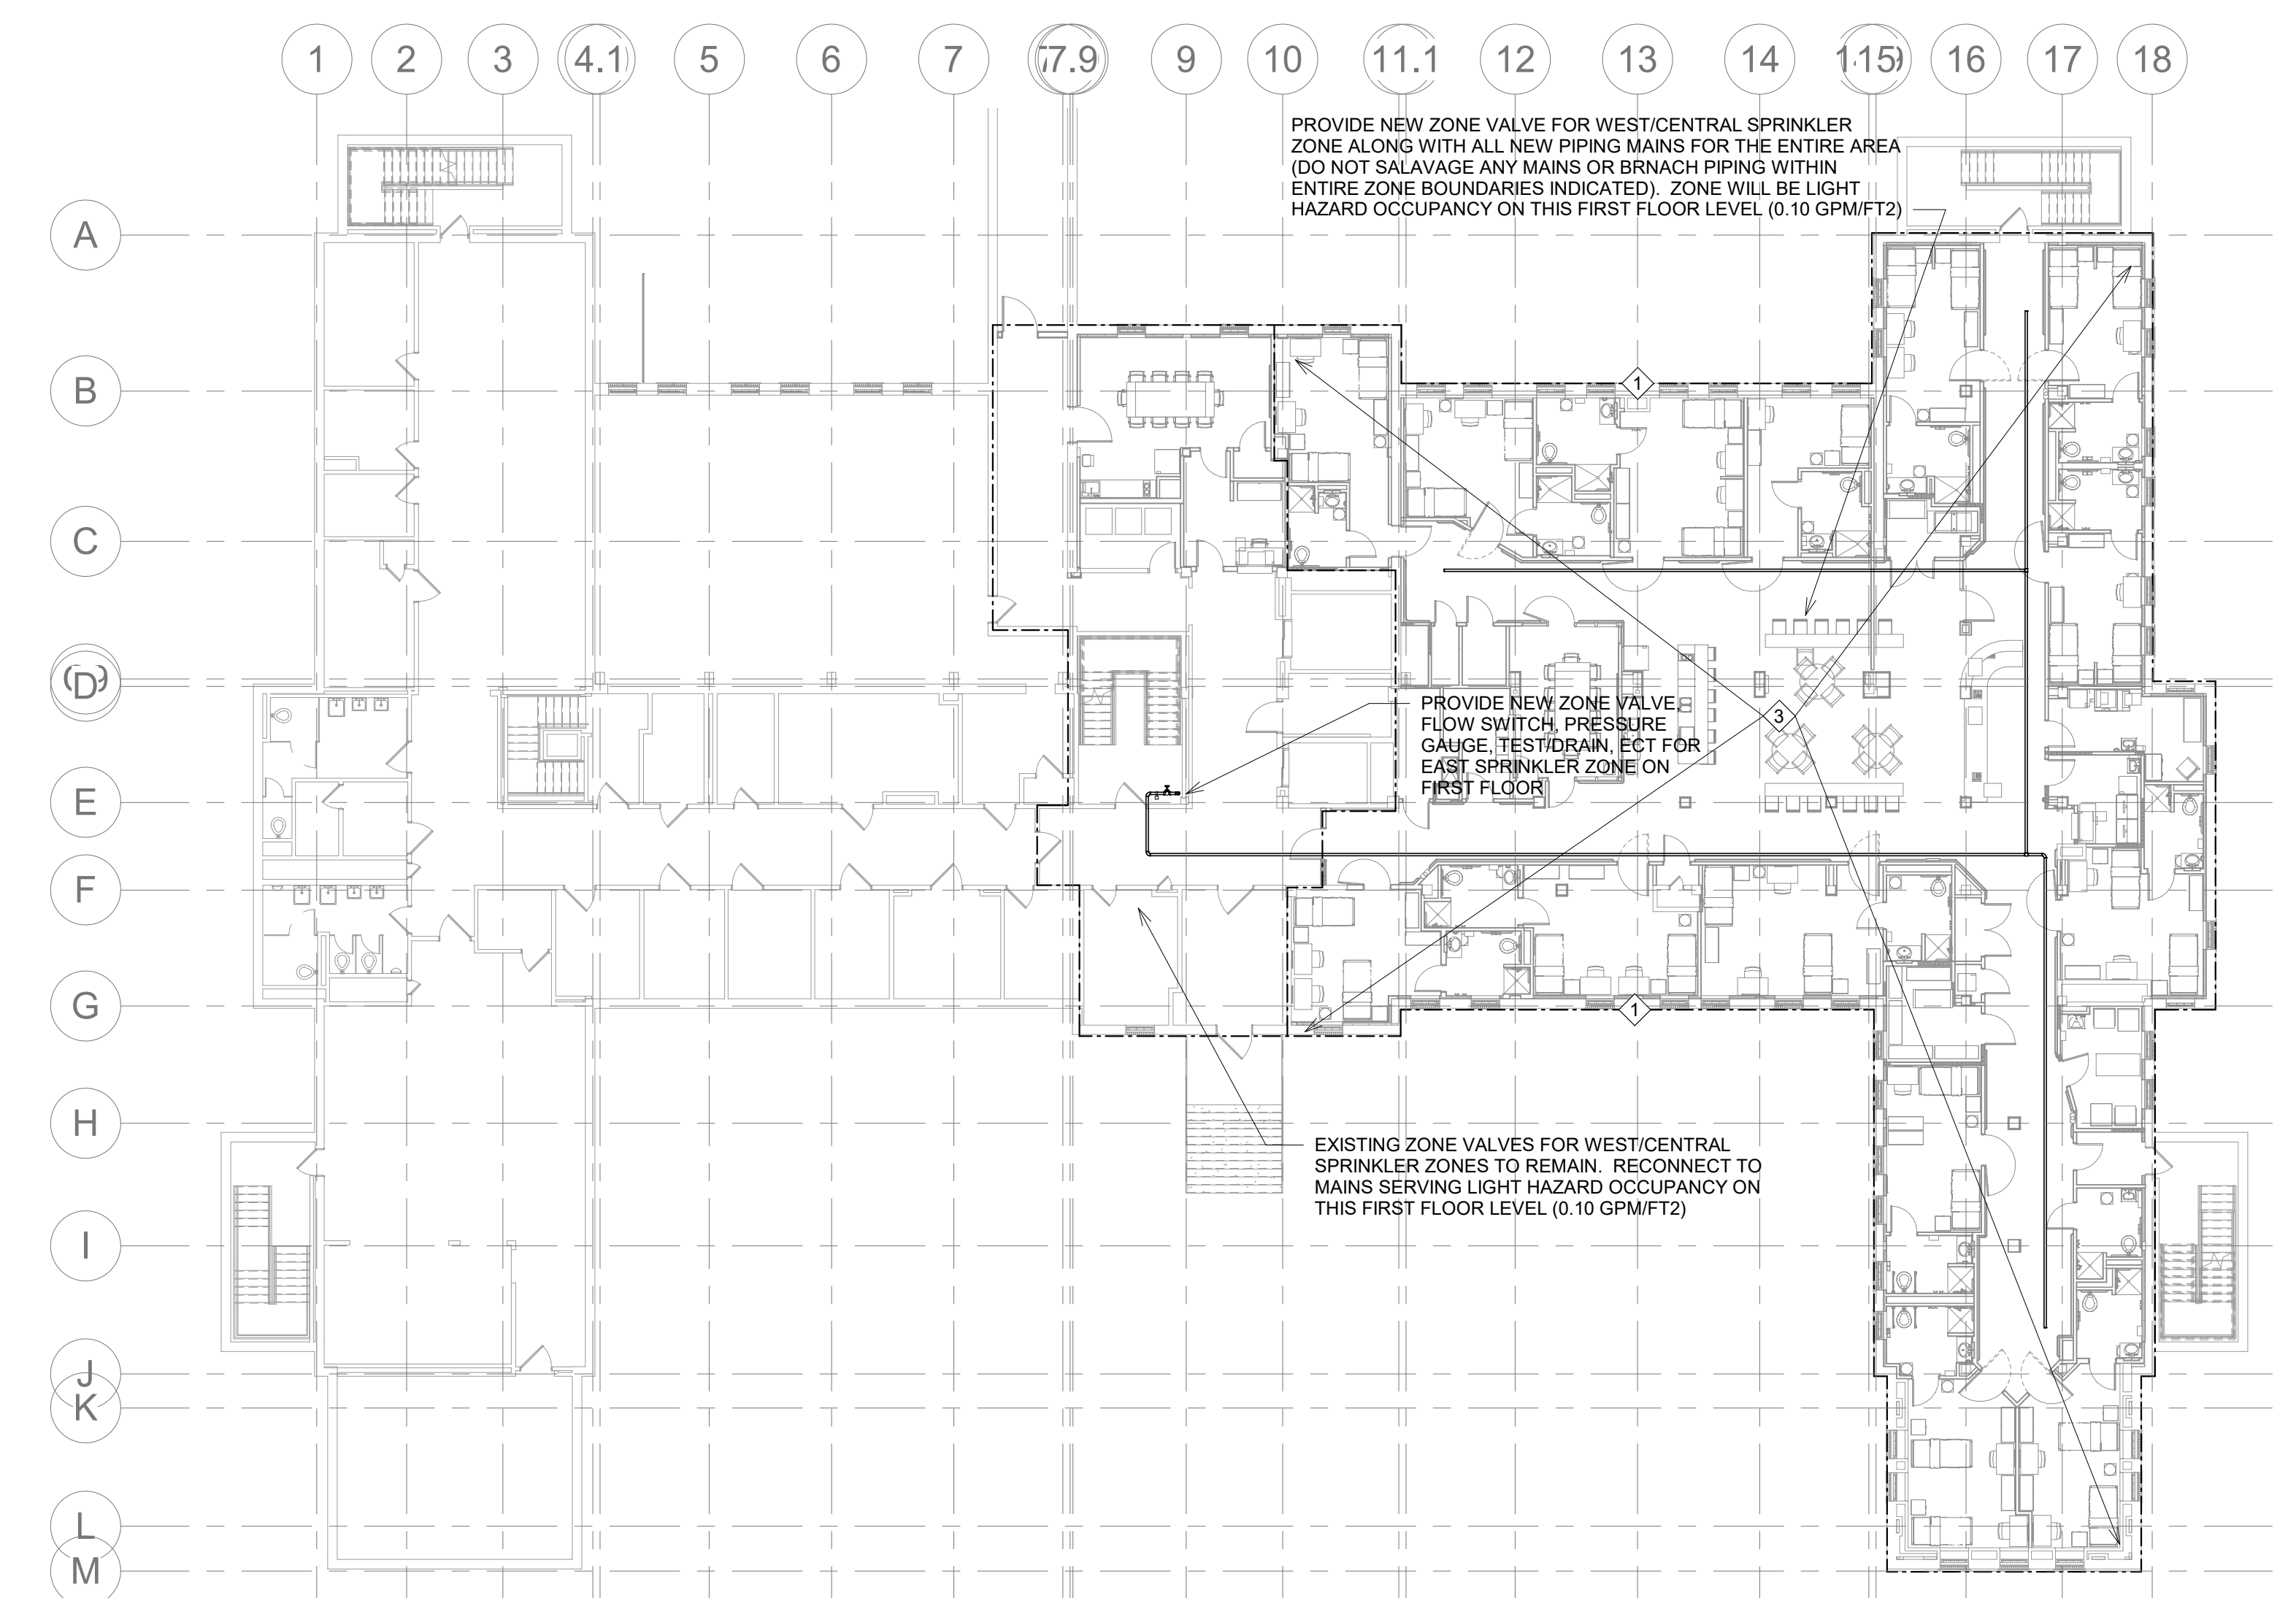 1
2
3
4.1
5
6
7
7.9
9
10
11.1
12
13
14
15
16
17
18
PROVIDE NEW ZONE VALVE FOR WEST/CENTRAL SPRINKLER
ZONE ALONG WITH ALL NEW PIPING MAINS FOR THE ENTIRE AREA
(DO NOT SALAVAGE ANY MAINS OR BRNACH PIPING WITHIN
ENTIRE ZONE BOUNDARIES INDICATED). ZONE WILL BE LIGHT
HAZARD OCCUPANCY ON THIS FIRST FLOOR LEVEL (0.10 GPM/FT2)
A
B
1
C
D
PROVIDE NEW ZONE VALVE,
FLOW SWITCH, PRESSURE
GAUGE, TEST/DRAIN, ECT FOR
EAST SPRINKLER ZONE ON
FIRST FLOOR
3
E
F
G
1
H
EXISTING ZONE VALVES FOR WEST/CENTRAL
SPRINKLER ZONES TO REMAIN. RECONNECT TO
MAINS SERVING LIGHT HAZARD OCCUPANCY ON
THIS FIRST FLOOR LEVEL (0.10 GPM/FT2)
I
J
K
L
M